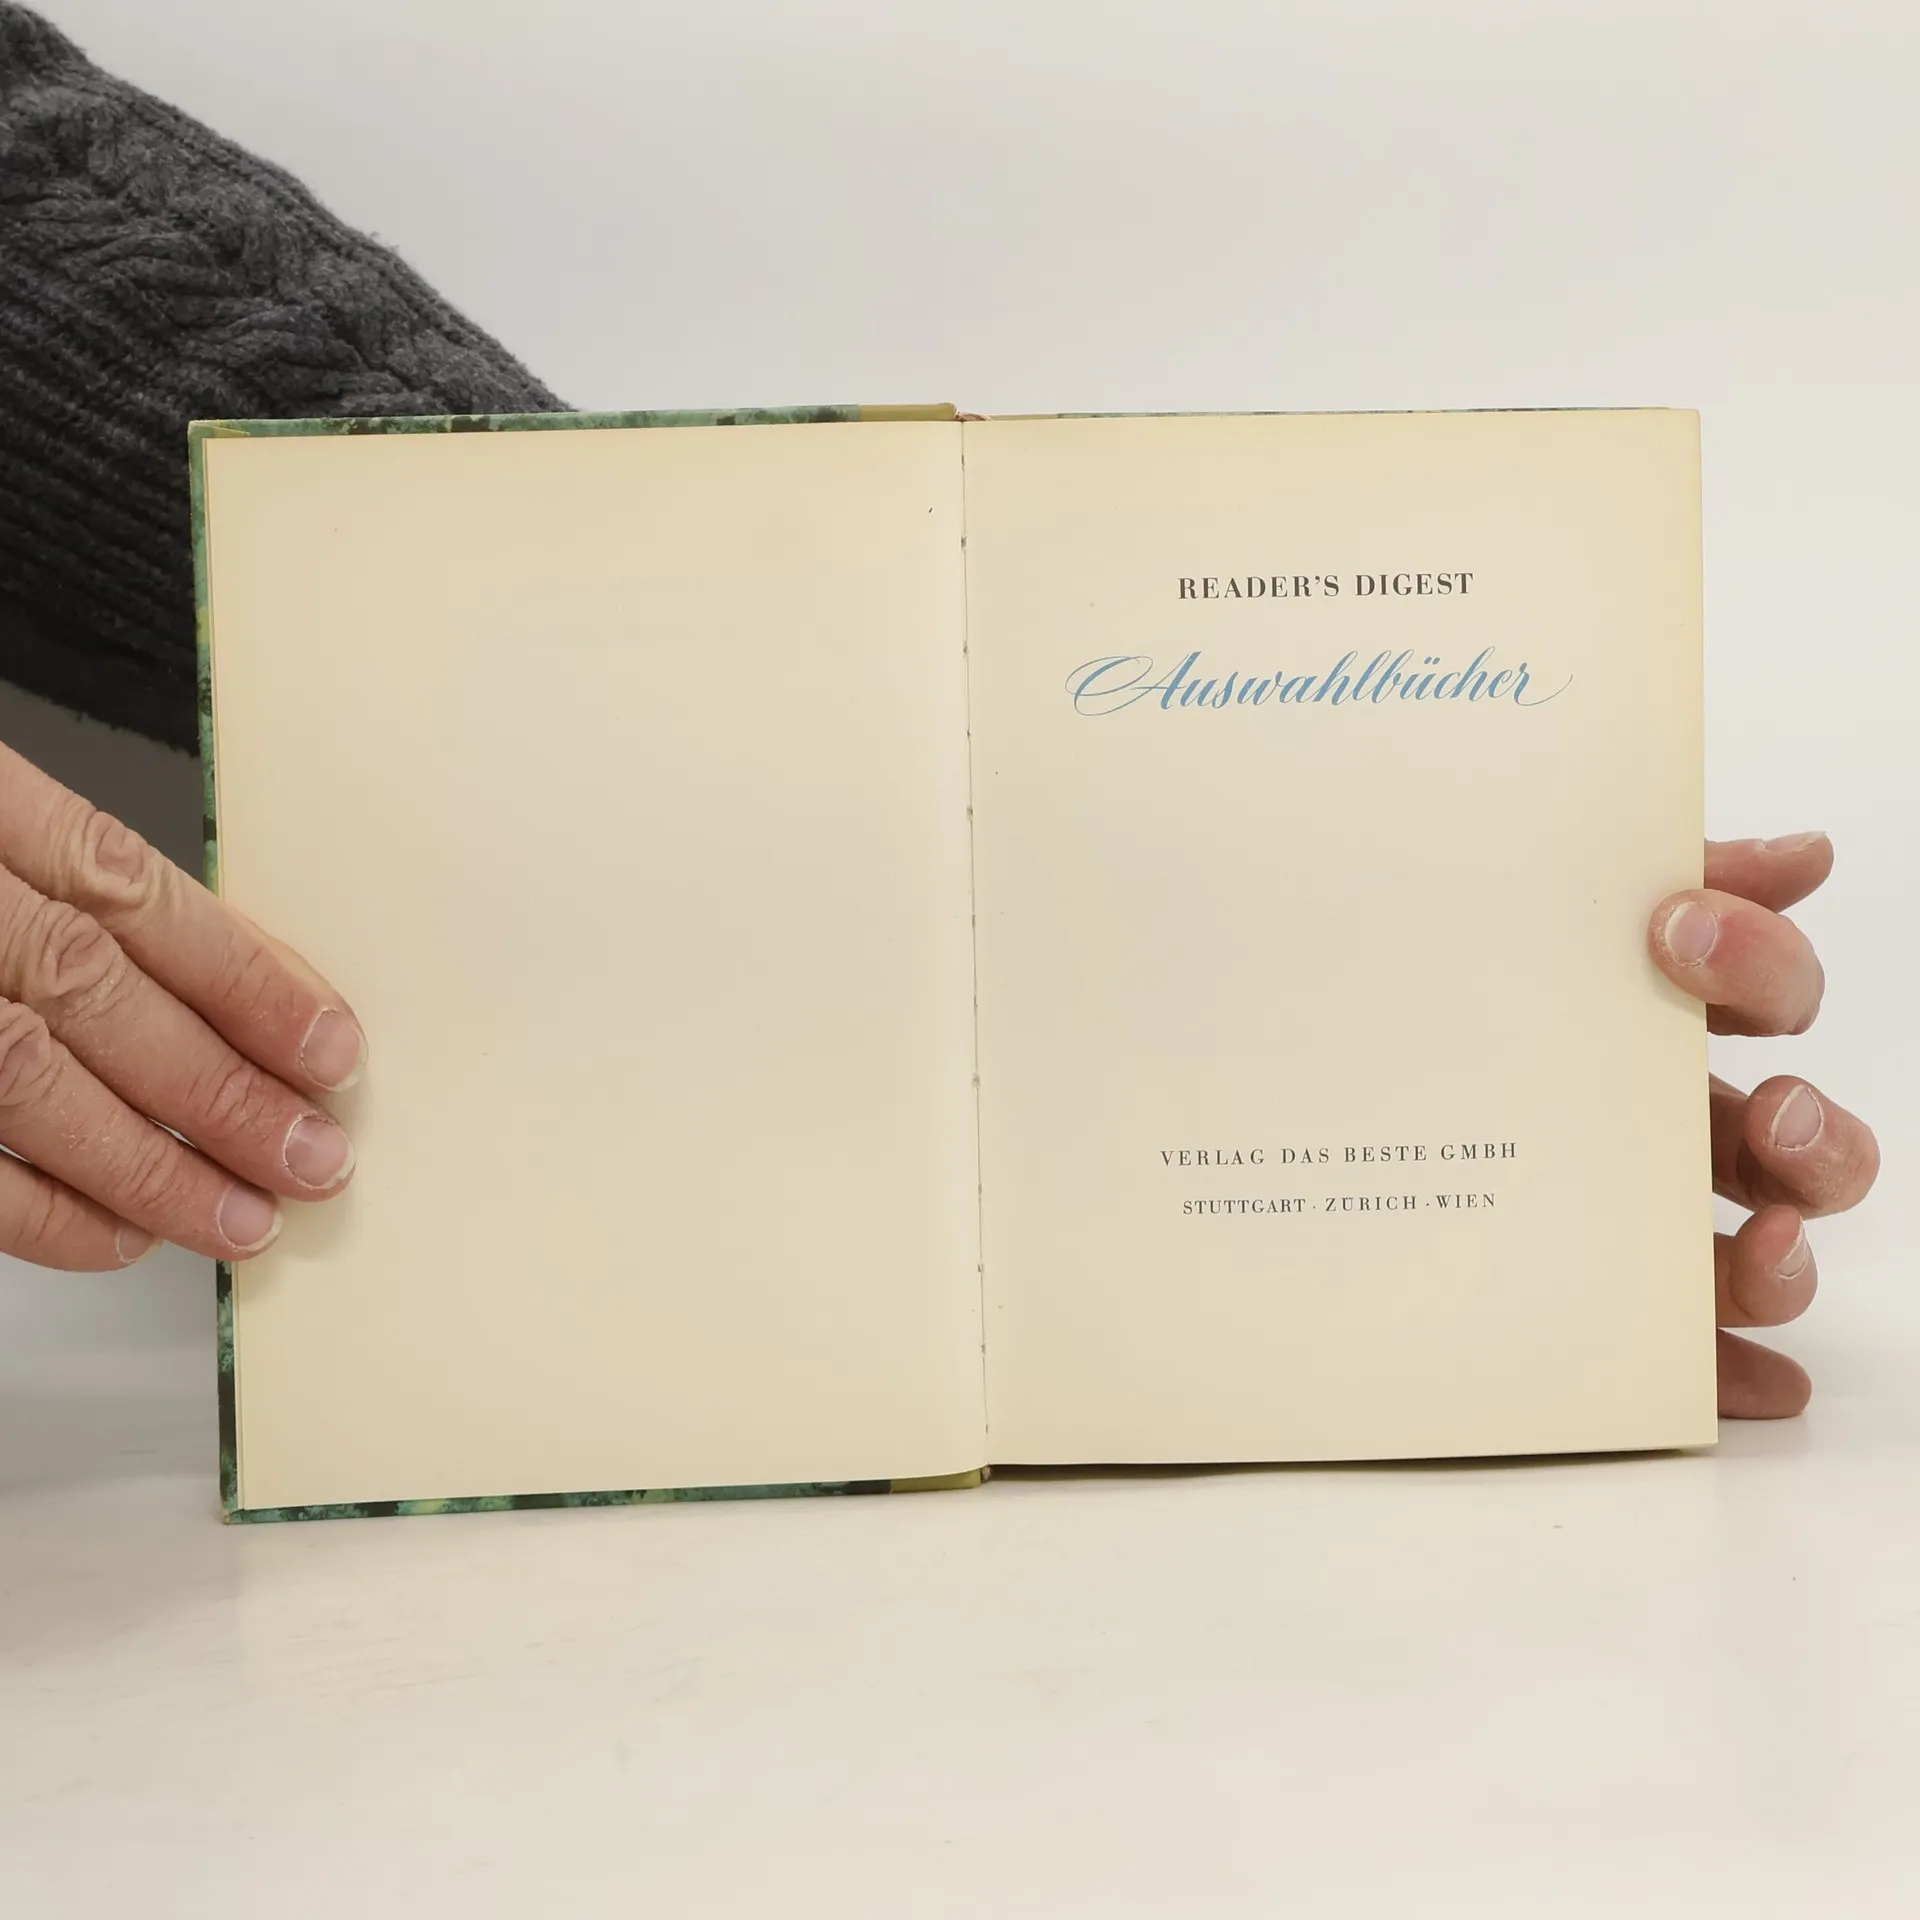 READER'S DIGEST
Auswahlbücher
VERLAG DAS BESTE GMBH
STUTTGART · ZÜRICH · WIEN